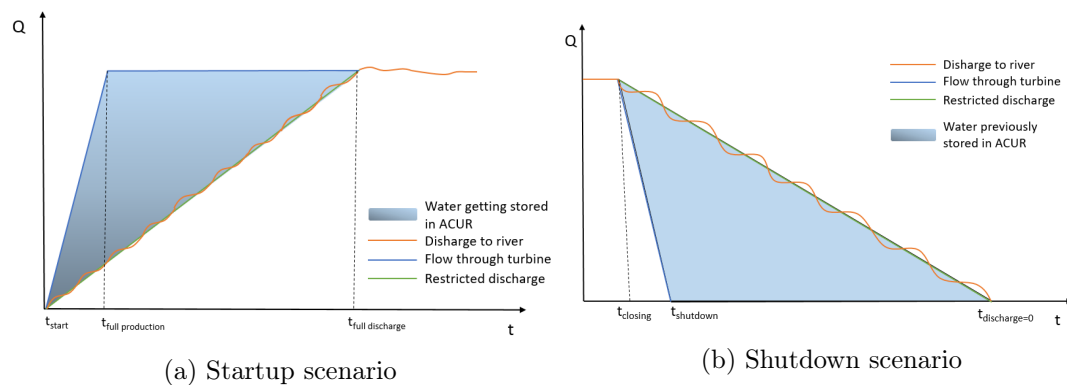 Q
Water getting stored
in ACUR
Disharge to river
Flow through turbine
Restricted discharge
t_start
t_full production
t_full discharge
t
(a) Startup scenario
Q
Disharge to river
Flow through turbine
Restricted discharge
Water previously
stored in ACUR
t_closing
t_shutdown
t_discharge=0
t
(b) Shutdown scenario